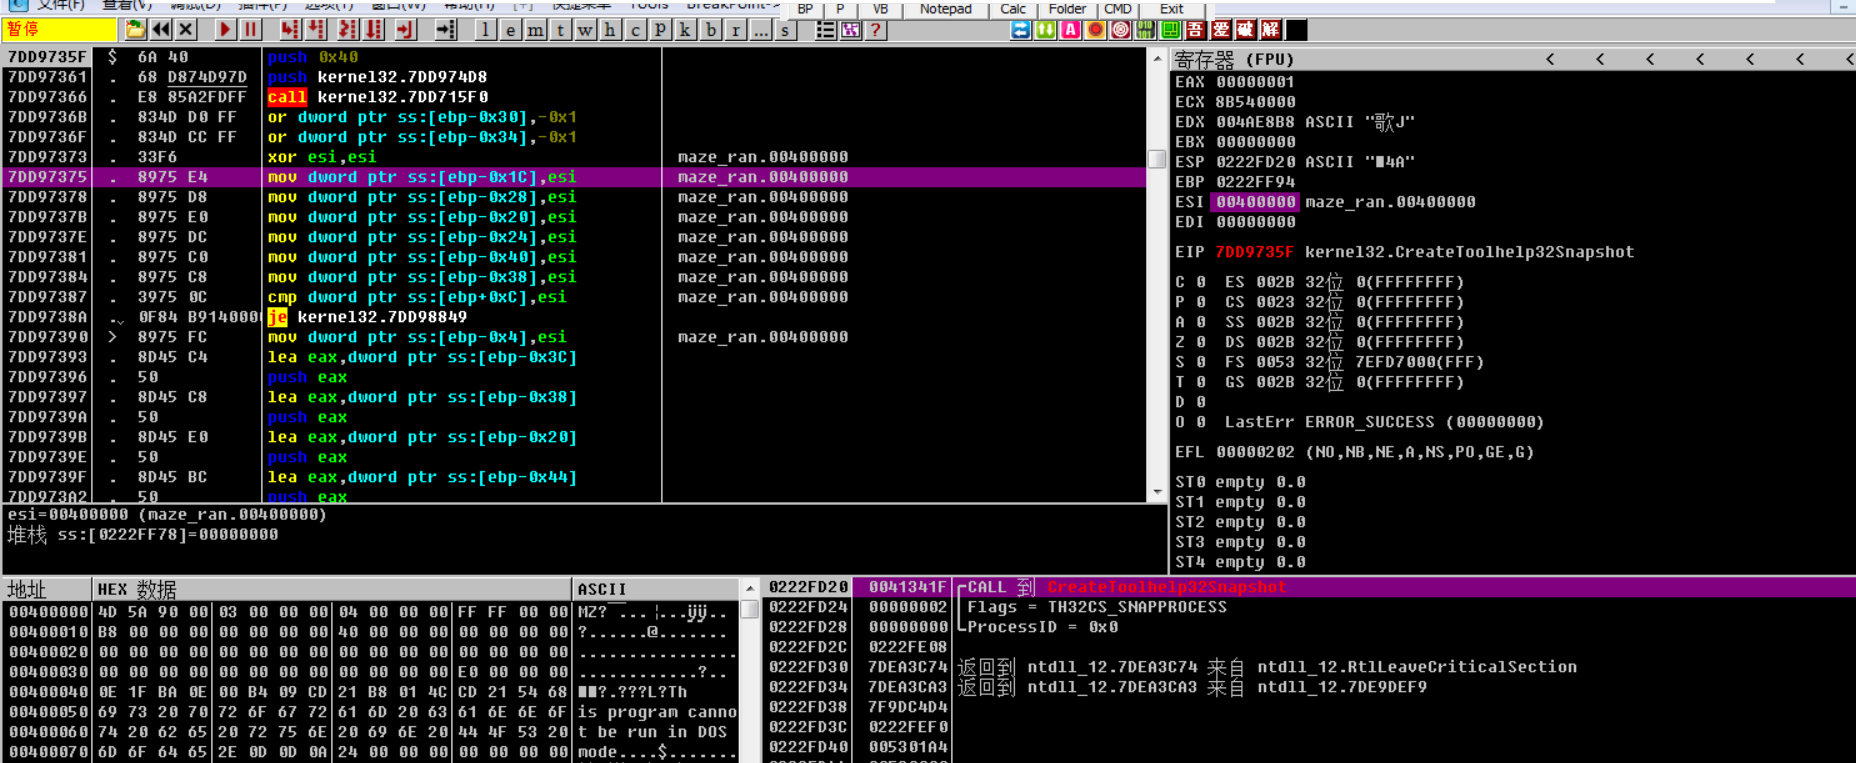 文件(F) 查看(V) 调试(D) 插件(P) 选项(T) 窗口(W) 帮助(H) [+] 快捷菜单 Tools BreakPoint->
BP P VB Notepad Calc Folder CMD Exit
暂停 l e m t w h c P k b r ... s ? 吾 爱 破 解
7DD9735F $ 6A 40 push 0x40
7DD97361 . 68 D874D97D push kernel32.7DD974D8
7DD97366 . E8 85A2FDFF call kernel32.7DD715F0
7DD9736B . 834D D0 FF or dword ptr ss:[ebp-0x30],-0x1
7DD9736F . 834D CC FF or dword ptr ss:[ebp-0x34],-0x1
7DD97373 . 33F6 xor esi,esi maze_ran.00400000
7DD97375 . 8975 E4 mov dword ptr ss:[ebp-0x1C],esi maze_ran.00400000
7DD97378 . 8975 D8 mov dword ptr ss:[ebp-0x28],esi maze_ran.00400000
7DD9737B . 8975 E0 mov dword ptr ss:[ebp-0x20],esi maze_ran.00400000
7DD9737E . 8975 DC mov dword ptr ss:[ebp-0x24],esi maze_ran.00400000
7DD97381 . 8975 C0 mov dword ptr ss:[ebp-0x40],esi maze_ran.00400000
7DD97384 . 8975 C8 mov dword ptr ss:[ebp-0x38],esi maze_ran.00400000
7DD97387 . 3975 0C cmp dword ptr ss:[ebp+0xC],esi maze_ran.00400000
7DD9738A . 0F84 B9140000 je kernel32.7DD98849
7DD97390 > 8975 FC mov dword ptr ss:[ebp-0x4],esi maze_ran.00400000
7DD97393 . 8D45 C4 lea eax,dword ptr ss:[ebp-0x3C]
7DD97396 . 50 push eax
7DD97397 . 8D45 C8 lea eax,dword ptr ss:[ebp-0x38]
7DD9739A . 50 push eax
7DD9739B . 8D45 E0 lea eax,dword ptr ss:[ebp-0x20]
7DD9739E . 50 push eax
7DD9739F . 8D45 BC lea eax,dword ptr ss:[ebp-0x44]
7DD973A2 . 50 push eax
esi=00400000 (maze_ran.00400000)
堆栈 ss:[0222FF78]=00000000
寄存器 (FPU) < < < < < < <
EAX 00000001
ECX 8B540000
EDX 004AE8B8 ASCII "歌J"
EBX 00000000
ESP 0222FD20 ASCII "■4A"
EBP 0222FF94
ESI 00400000 maze_ran.00400000
EDI 00000000
EIP 7DD9735F kernel32.CreateToolhelp32Snapshot
C 0 ES 002B 32位 0(FFFFFFFF)
P 0 CS 0023 32位 0(FFFFFFFF)
A 0 SS 002B 32位 0(FFFFFFFF)
Z 0 DS 002B 32位 0(FFFFFFFF)
S 0 FS 0053 32位 7EFD7000(FFF)
T 0 GS 002B 32位 0(FFFFFFFF)
D 0
O 0 LastErr ERROR_SUCCESS (00000000)
EFL 00000202 (NO,NB,NE,A,NS,PO,GE,G)
ST0 empty 0.0
ST1 empty 0.0
ST2 empty 0.0
ST3 empty 0.0
ST4 empty 0.0
地址 HEX 数据 ASCII
00400000 4D 5A 90 00 03 00 00 00 04 00 00 00 FF FF 00 00 MZ?
00400010 B8 00 00 00 00 00 00 00 40 00 00 00 00 00 00 00 ?......@.......
00400020 00 00 00 00 00 00 00 00 00 00 00 00 00 00 00 00 ................
00400030 00 00 00 00 00 00 00 00 00 00 00 00 E0 00 00 00 ............?..
00400040 0E 1F BA 0E 00 B4 09 CD 21 B8 01 4C CD 21 54 68 ■■?.???L?Th
00400050 69 73 20 70 72 6F 67 72 61 6D 20 63 61 6E 6E 6F is program canno
00400060 74 20 62 65 20 72 75 6E 20 69 6E 20 44 4F 53 20 t be run in DOS
00400070 6D 6F 64 65 2E 0D 0D 0A 24 00 00 00 00 00 00 00 mode....$.......
0222FD20 0041341F CALL 到 CreateToolhelp32Snapshot
0222FD24 00000002 Flags = TH32CS_SNAPPROCESS
0222FD28 00000000 ProcessID = 0x0
0222FD2C 0222FE08
0222FD30 7DEA3C74 返回到 ntdll_12.7DEA3C74 来自 ntdll_12.RtlLeaveCriticalSection
0222FD34 7DEA3CA3 返回到 ntdll_12.7DEA3CA3 来自 ntdll_12.7DE9DEF9
0222FD38 7F9DC4D4
0222FD3C 0222FEF0
0222FD40 005301A4